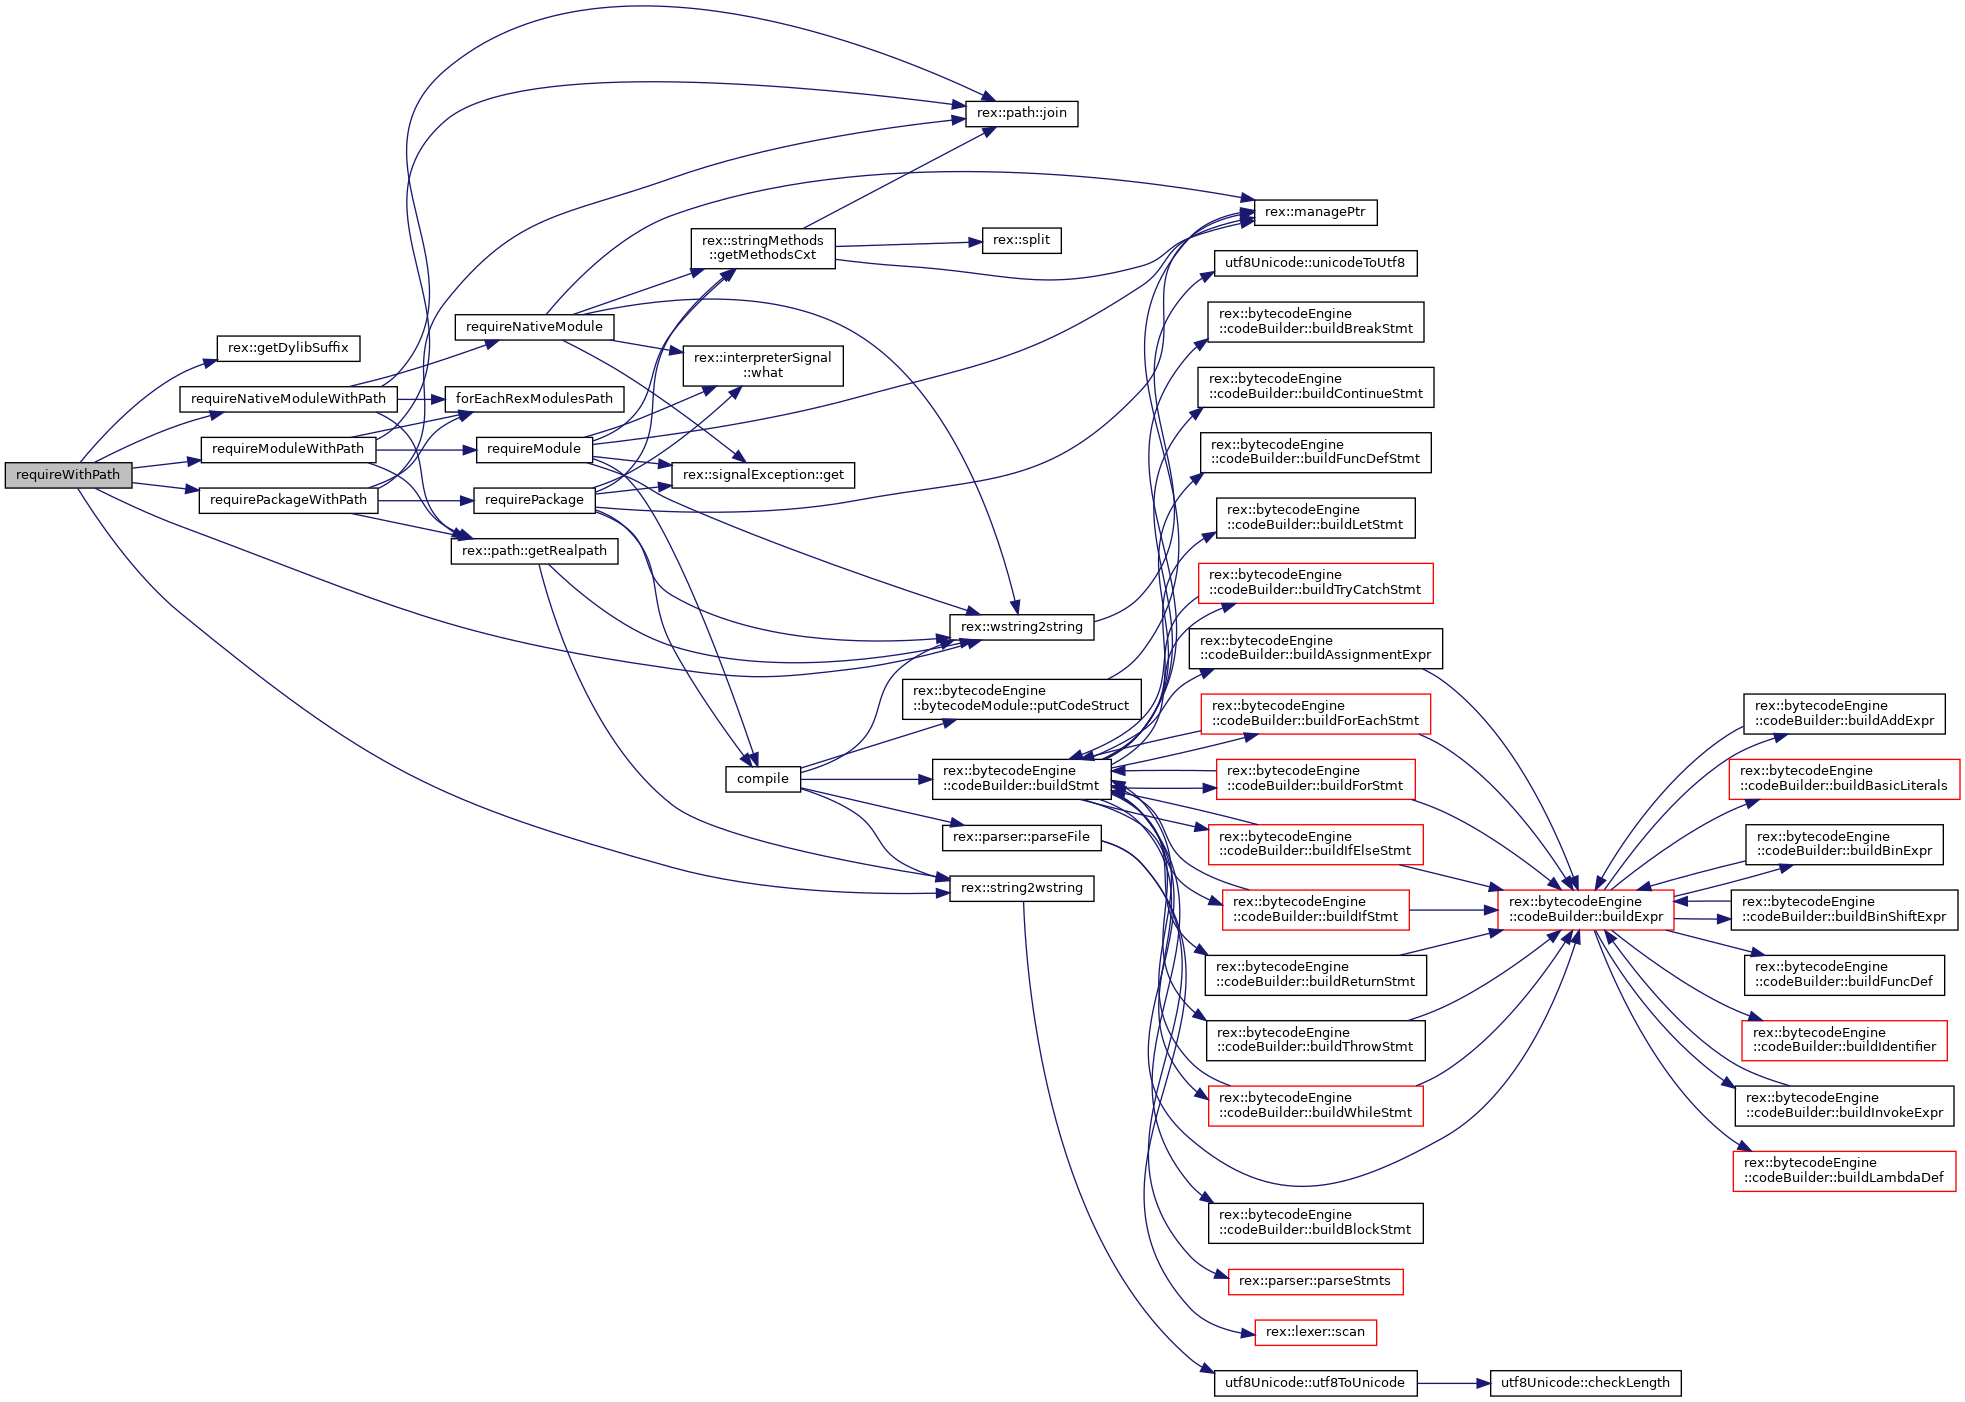 requireWithPath
rex::getDylibSuffix
requireNativeModuleWithPath
requireModuleWithPath
requirePackageWithPath
requireNativeModule
forEachRexModulesPath
requireModule
requirePackage
rex::path::getRealpath
rex::stringMethods
::getMethodsCxt
rex::interpreterSignal
::what
rex::signalException::get
compile
rex::path::join
rex::split
rex::wstring2string
rex::bytecodeEngine
::bytecodeModule::putCodeStruct
rex::bytecodeEngine
::codeBuilder::buildStmt
rex::parser::parseFile
rex::string2wstring
rex::managePtr
utf8Unicode::unicodeToUtf8
rex::bytecodeEngine
::codeBuilder::buildBreakStmt
rex::bytecodeEngine
::codeBuilder::buildContinueStmt
rex::bytecodeEngine
::codeBuilder::buildFuncDefStmt
rex::bytecodeEngine
::codeBuilder::buildLetStmt
rex::bytecodeEngine
::codeBuilder::buildTryCatchStmt
rex::bytecodeEngine
::codeBuilder::buildAssignmentExpr
rex::bytecodeEngine
::codeBuilder::buildForEachStmt
rex::bytecodeEngine
::codeBuilder::buildForStmt
rex::bytecodeEngine
::codeBuilder::buildIfElseStmt
rex::bytecodeEngine
::codeBuilder::buildIfStmt
rex::bytecodeEngine
::codeBuilder::buildReturnStmt
rex::bytecodeEngine
::codeBuilder::buildThrowStmt
rex::bytecodeEngine
::codeBuilder::buildWhileStmt
rex::bytecodeEngine
::codeBuilder::buildBlockStmt
rex::parser::parseStmts
rex::lexer::scan
utf8Unicode::utf8ToUnicode
rex::bytecodeEngine
::codeBuilder::buildExpr
utf8Unicode::checkLength
rex::bytecodeEngine
::codeBuilder::buildAddExpr
rex::bytecodeEngine
::codeBuilder::buildBasicLiterals
rex::bytecodeEngine
::codeBuilder::buildBinExpr
rex::bytecodeEngine
::codeBuilder::buildBinShiftExpr
rex::bytecodeEngine
::codeBuilder::buildFuncDef
rex::bytecodeEngine
::codeBuilder::buildIdentifier
rex::bytecodeEngine
::codeBuilder::buildInvokeExpr
rex::bytecodeEngine
::codeBuilder::buildLambdaDef